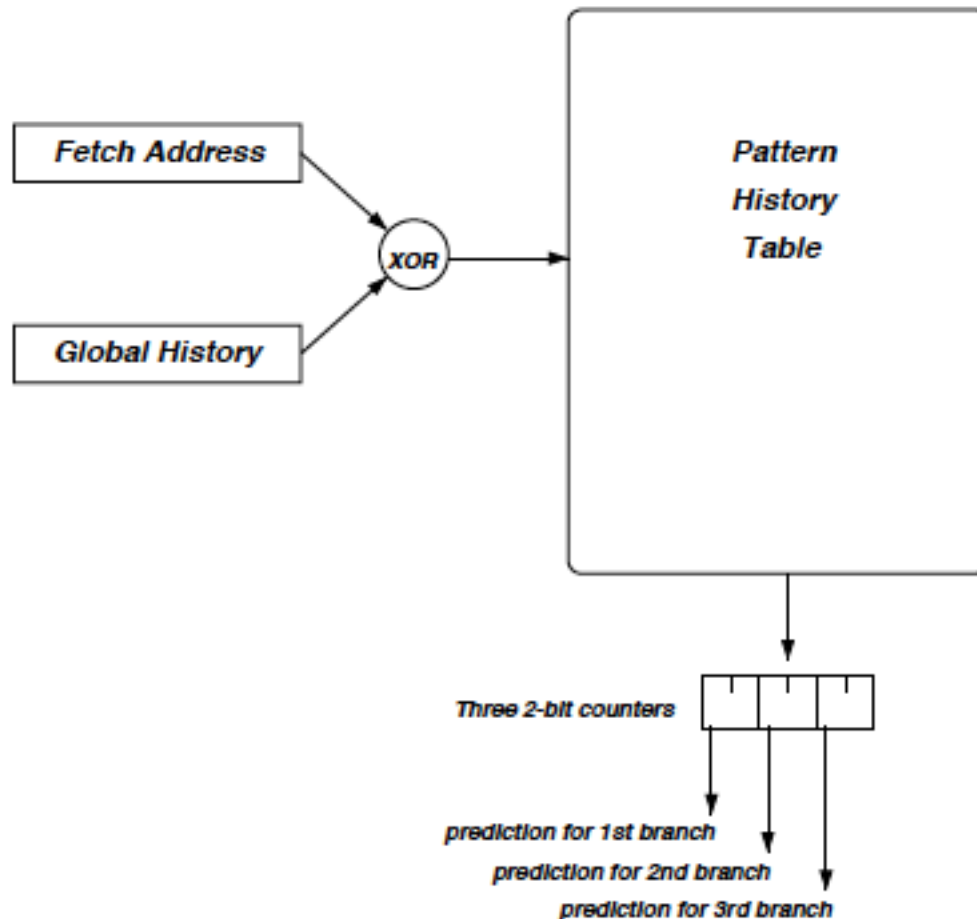 Fetch Address
Pattern
History
Table
XOR
Global History
Three 2-bit counters
prediction for 1st branch
prediction for 2nd branch
prediction for 3rd branch